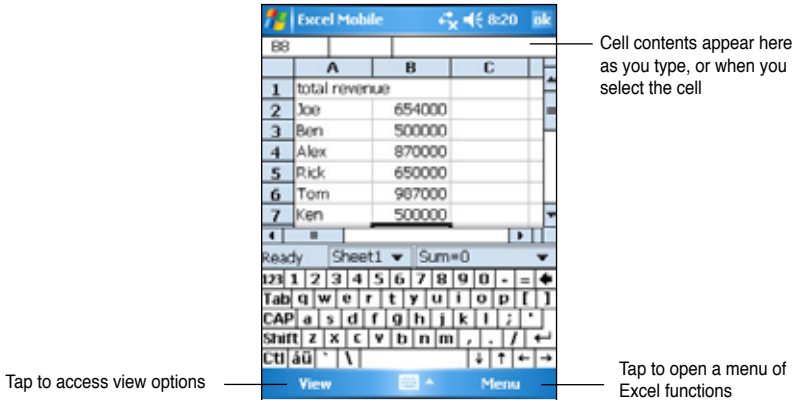 Excel Mobile 8:20 ok
B8
Cell contents appear here
as you type, or when you
select the cell
A B C
1 total revenue
2 Joe 654000
3 Ben 500000
4 Alex 870000
5 Rick 650000
6 Tom 987000
7 Ken 500000
Ready Sheet1 Sum=0
123 1 2 3 4 5 6 7 8 9 0 - =
Tab q w e r t y u i o p [ ]
CAP a s d f g h j k l ; '
Shift z x c v b n m , . /
Ctl áü ` \
View Menu
Tap to access view options
Tap to open a menu of
Excel functions